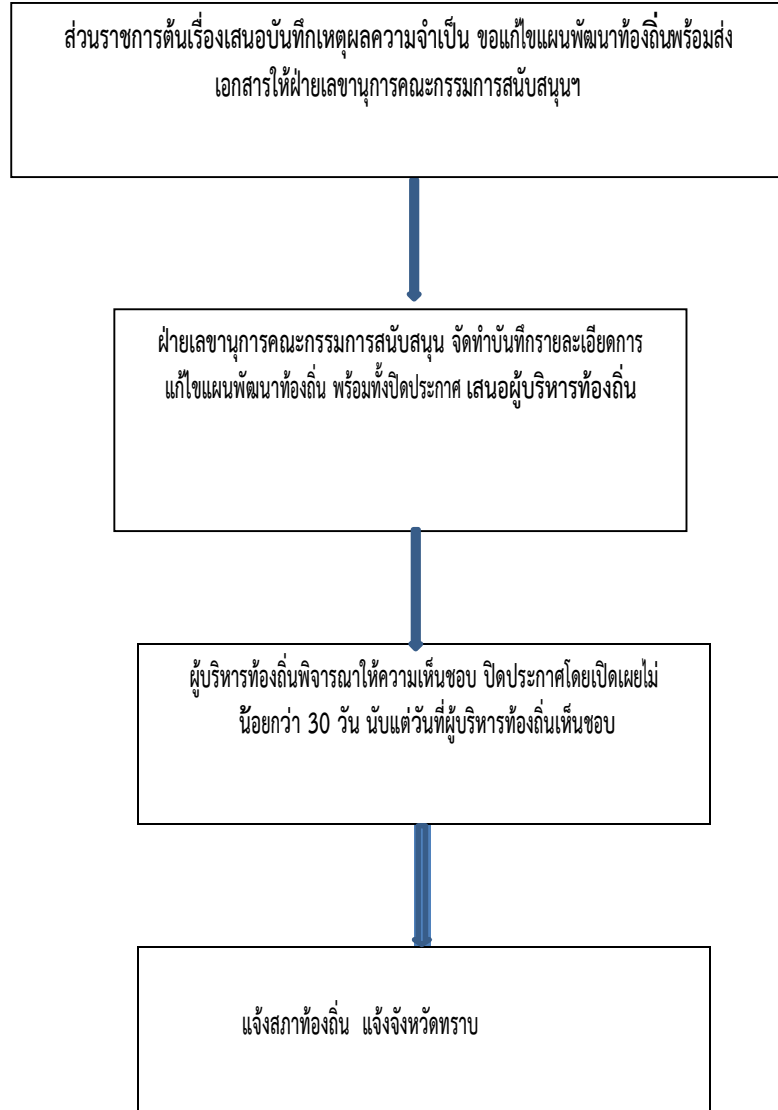 ส่วนราชการต้นเรื่องเสนอบันทึกเหตุผลความจำเป็น ขอแก้ไขแผนพัฒนาท้องถิ่นพร้อมส่ง
เอกสารให้ฝ่ายเลขานุการคณะกรรมการสนับสนุนฯ
ฝ่ายเลขานุการคณะกรรมการสนับสนุน จัดทำบันทึกรายละเอียดการ
แก้ไขแผนพัฒนาท้องถิ่น พร้อมทั้งปิดประกาศ เสนอผู้บริหารท้องถิ่น
ผู้บริหารท้องถิ่นพิจารณาให้ความเห็นชอบ ปิดประกาศโดยเปิดเผยไม่
น้อยกว่า 30 วัน นับแต่วันที่ผู้บริหารท้องถิ่นเห็นชอบ
แจ้งสภาท้องถิ่น แจ้งจังหวัดทราบ